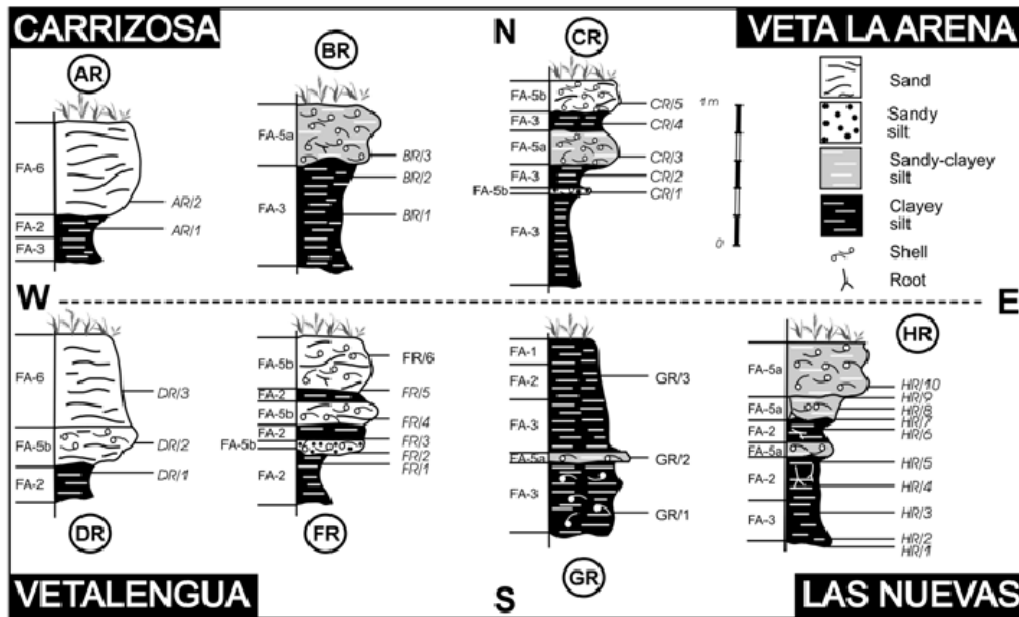 CARRIZOSA
N
VETA LA ARENA
AR
BR
CR
FA-6
FA-2
FA-3
AR/2
AR/1
FA-5a
FA-3
BR/3
BR/2
BR/1
FA-5b
FA-3
FA-5a
FA-3
FA-5b
FA-3
CR/5
CR/4
CR/3
CR/2
CR/1
1 m
0
Sand
Sandy
silt
Sandy-clayey
silt
Clayey
silt
Shell
Root
W
E
FA-6
FA-5b
FA-2
DR/3
DR/2
DR/1
DR
FA-5b
FA-2
FA-5b
FA-2
FA-5b
FA-2
FR/6
FR/5
FR/4
FR/3
FR/2
FR/1
FR
FA-1
FA-2
FA-3
FA-5a
FA-3
GR/3
GR/2
GR/1
GR
HR
FA-5a
FA-5a
FA-2
FA-5a
FA-2
FA-3
HR/10
HR/9
HR/8
HR/7
HR/6
HR/5
HR/4
HR/3
HR/2
HR/1
VETALENGUA
S
LAS NUEVAS